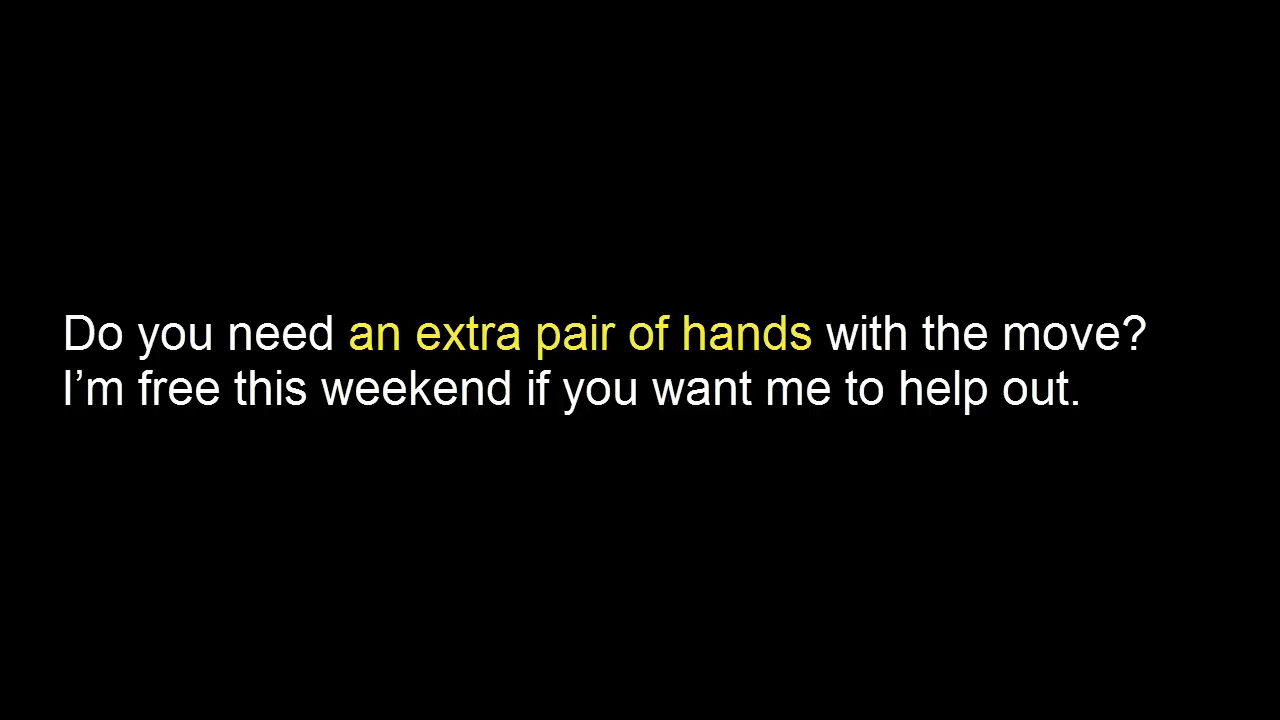 Do you need an extra pair of hands with the move?
I’m free this weekend if you want me to help out.